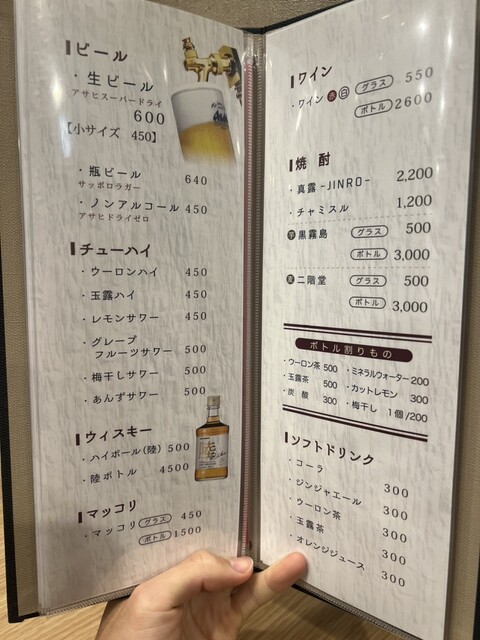 ビール
・生ビール
アサヒスーパードライ
600
【小サイズ 450】
・瓶ビール 640
サッポロラガー
・ノンアルコール 450
アサヒドライゼロ
チューハイ
・ウーロンハイ 450
・玉露ハイ 450
・レモンサワー 450
・グレープ
フルーツサワー 500
・梅干しサワー 500
・あんずサワー 500
ウィスキー
・ハイボール(陸) 500
・陸ボトル 4500
マッコリ
・マッコリ グラス 450
ボトル 1500
ワイン
・ワイン 赤 白 グラス 550
ボトル 2600
焼酎
・真露 -JINRO- 2,200
・チャミスル 1,200
芋 黒霧島 グラス 500
ボトル 3,000
麦 二階堂 グラス 500
ボトル 3,000
ボトル割りもの
・ウーロン茶 500 ・ミネラルウォーター 200
・玉露茶 500 ・カットレモン 300
・炭酸 300 ・梅干し 1個/200
ソフトドリンク
・コーラ 300
・ジンジャエール 300
・ウーロン茶 300
・玉露茶 300
・オレンジジュース 300